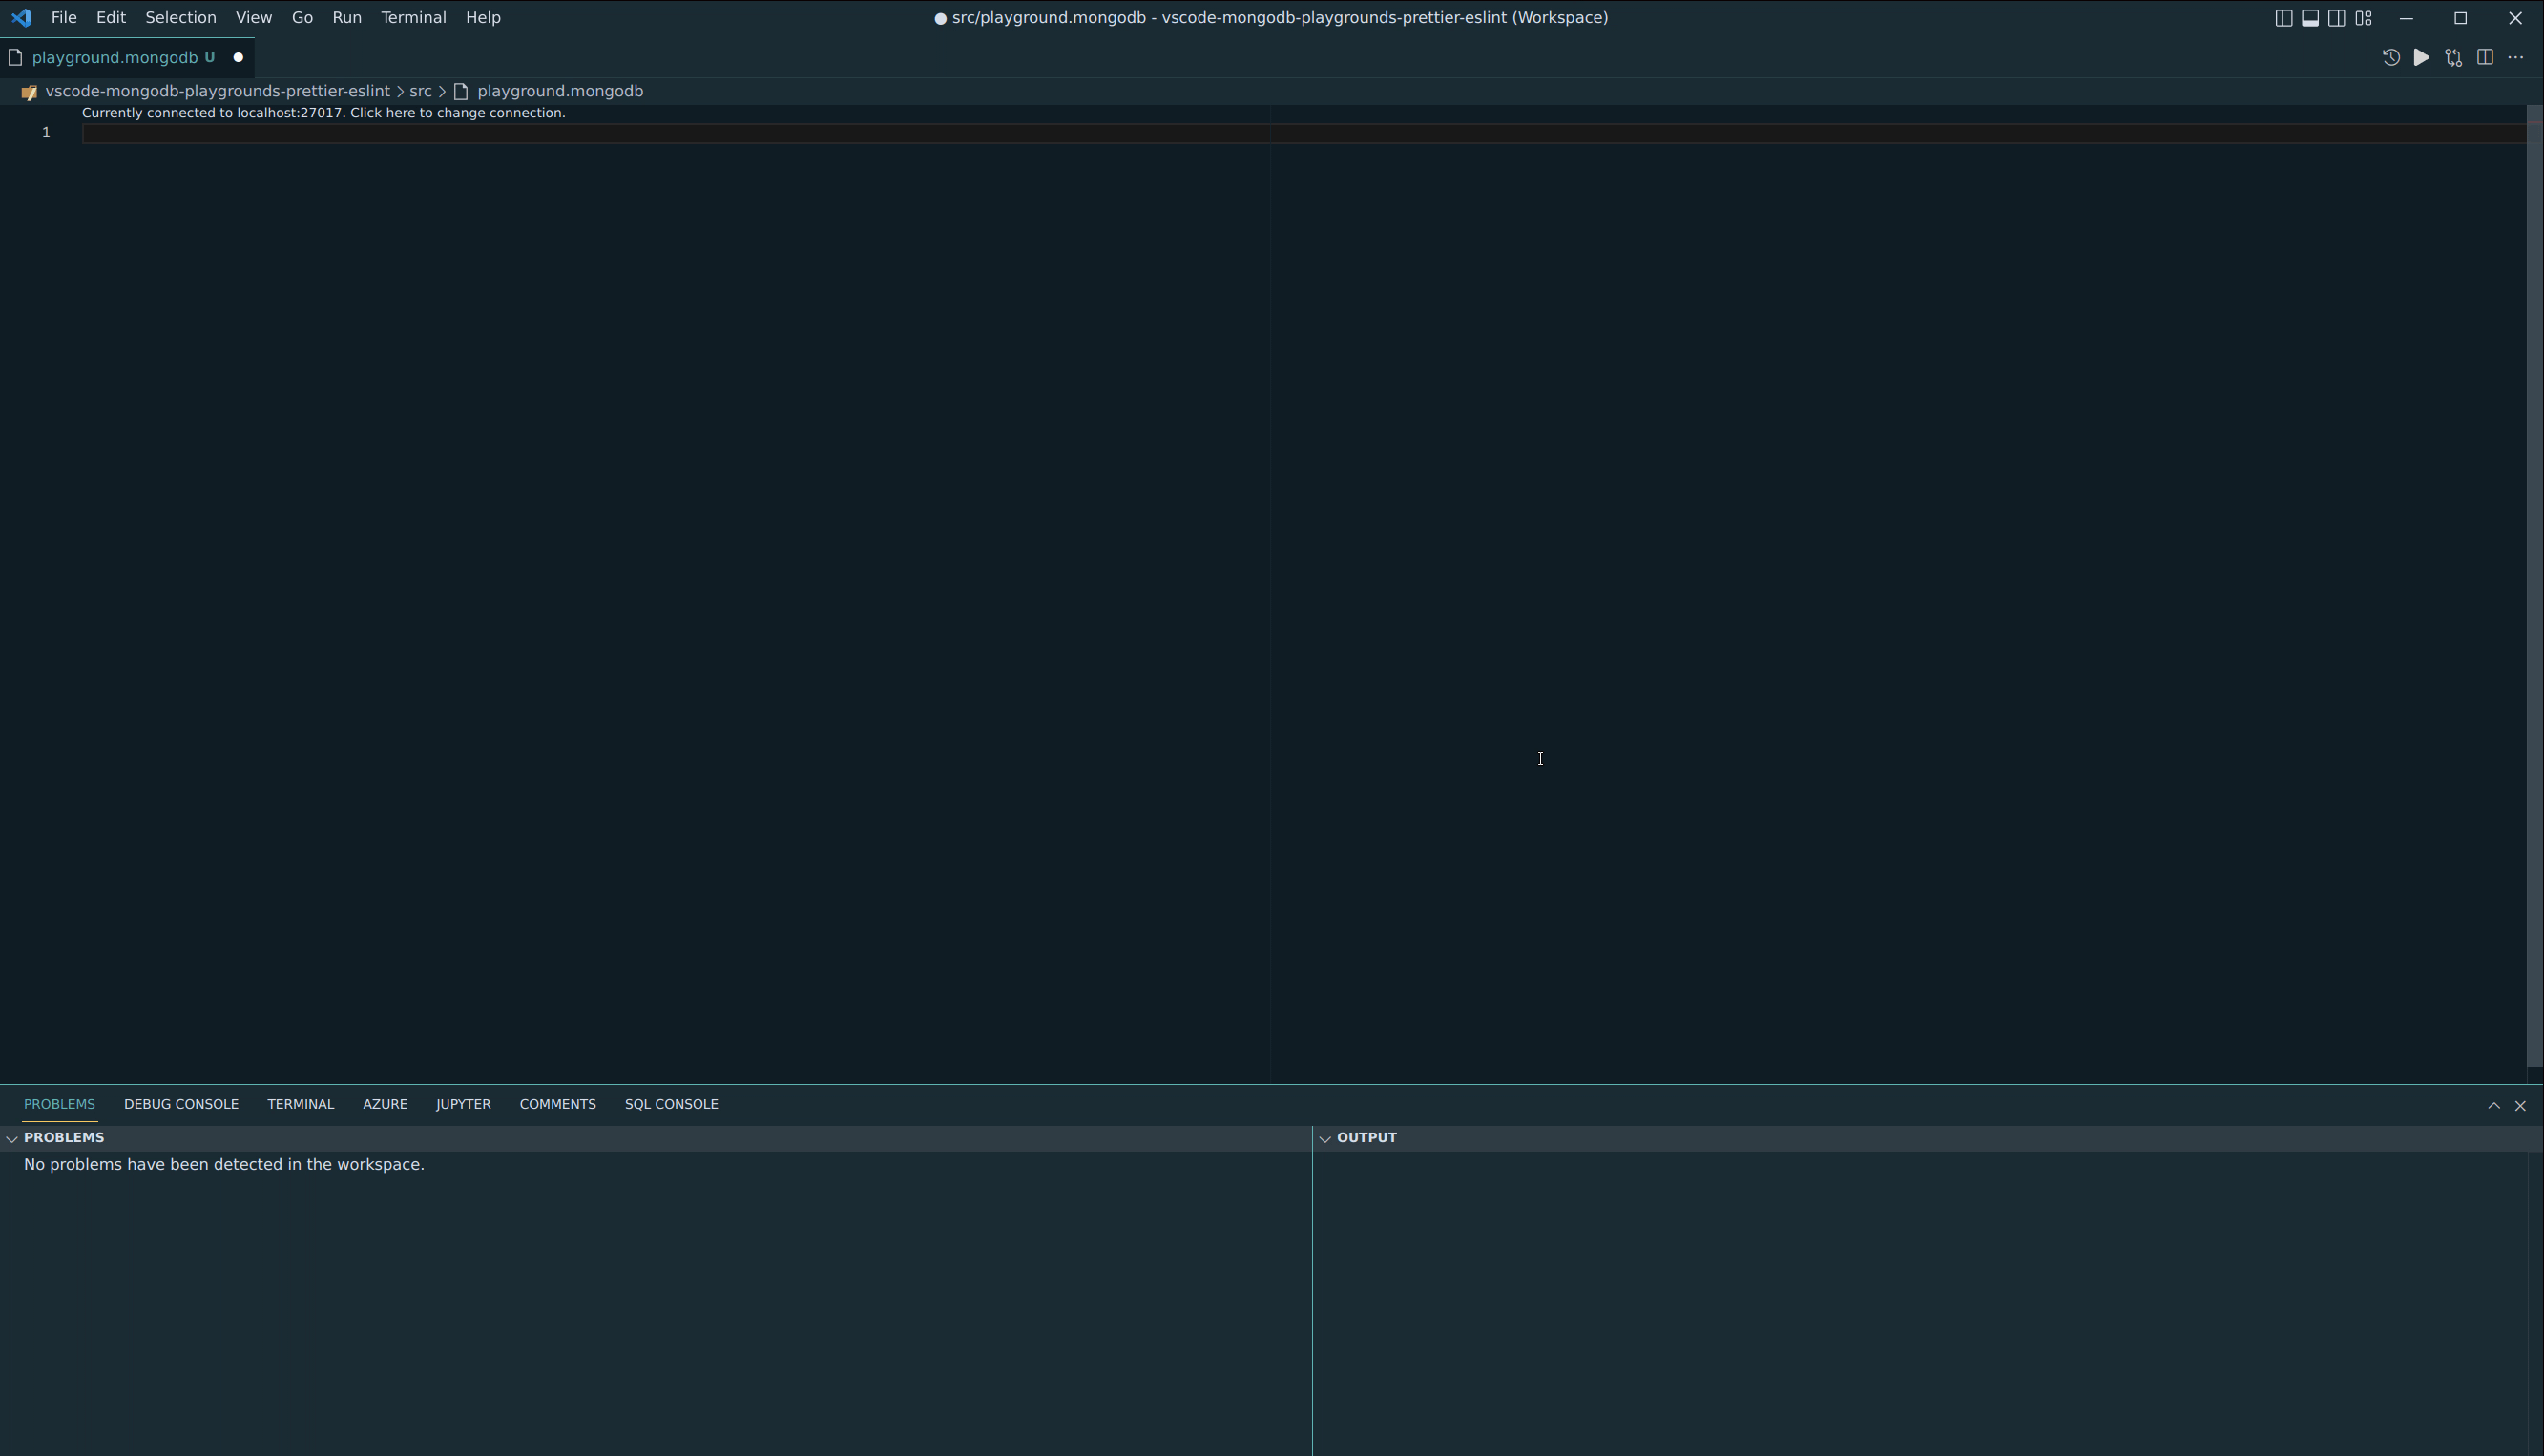 File Edit Selection View Go Run Terminal Help
● src/playground.mongodb - vscode-mongodb-playgrounds-prettier-eslint (Workspace)
playground.mongodb U ●
vscode-mongodb-playgrounds-prettier-eslint > src > playground.mongodb
Currently connected to localhost:27017. Click here to change connection.
1
PROBLEMS DEBUG CONSOLE TERMINAL AZURE JUPYTER COMMENTS SQL CONSOLE
PROBLEMS
No problems have been detected in the workspace.
OUTPUT